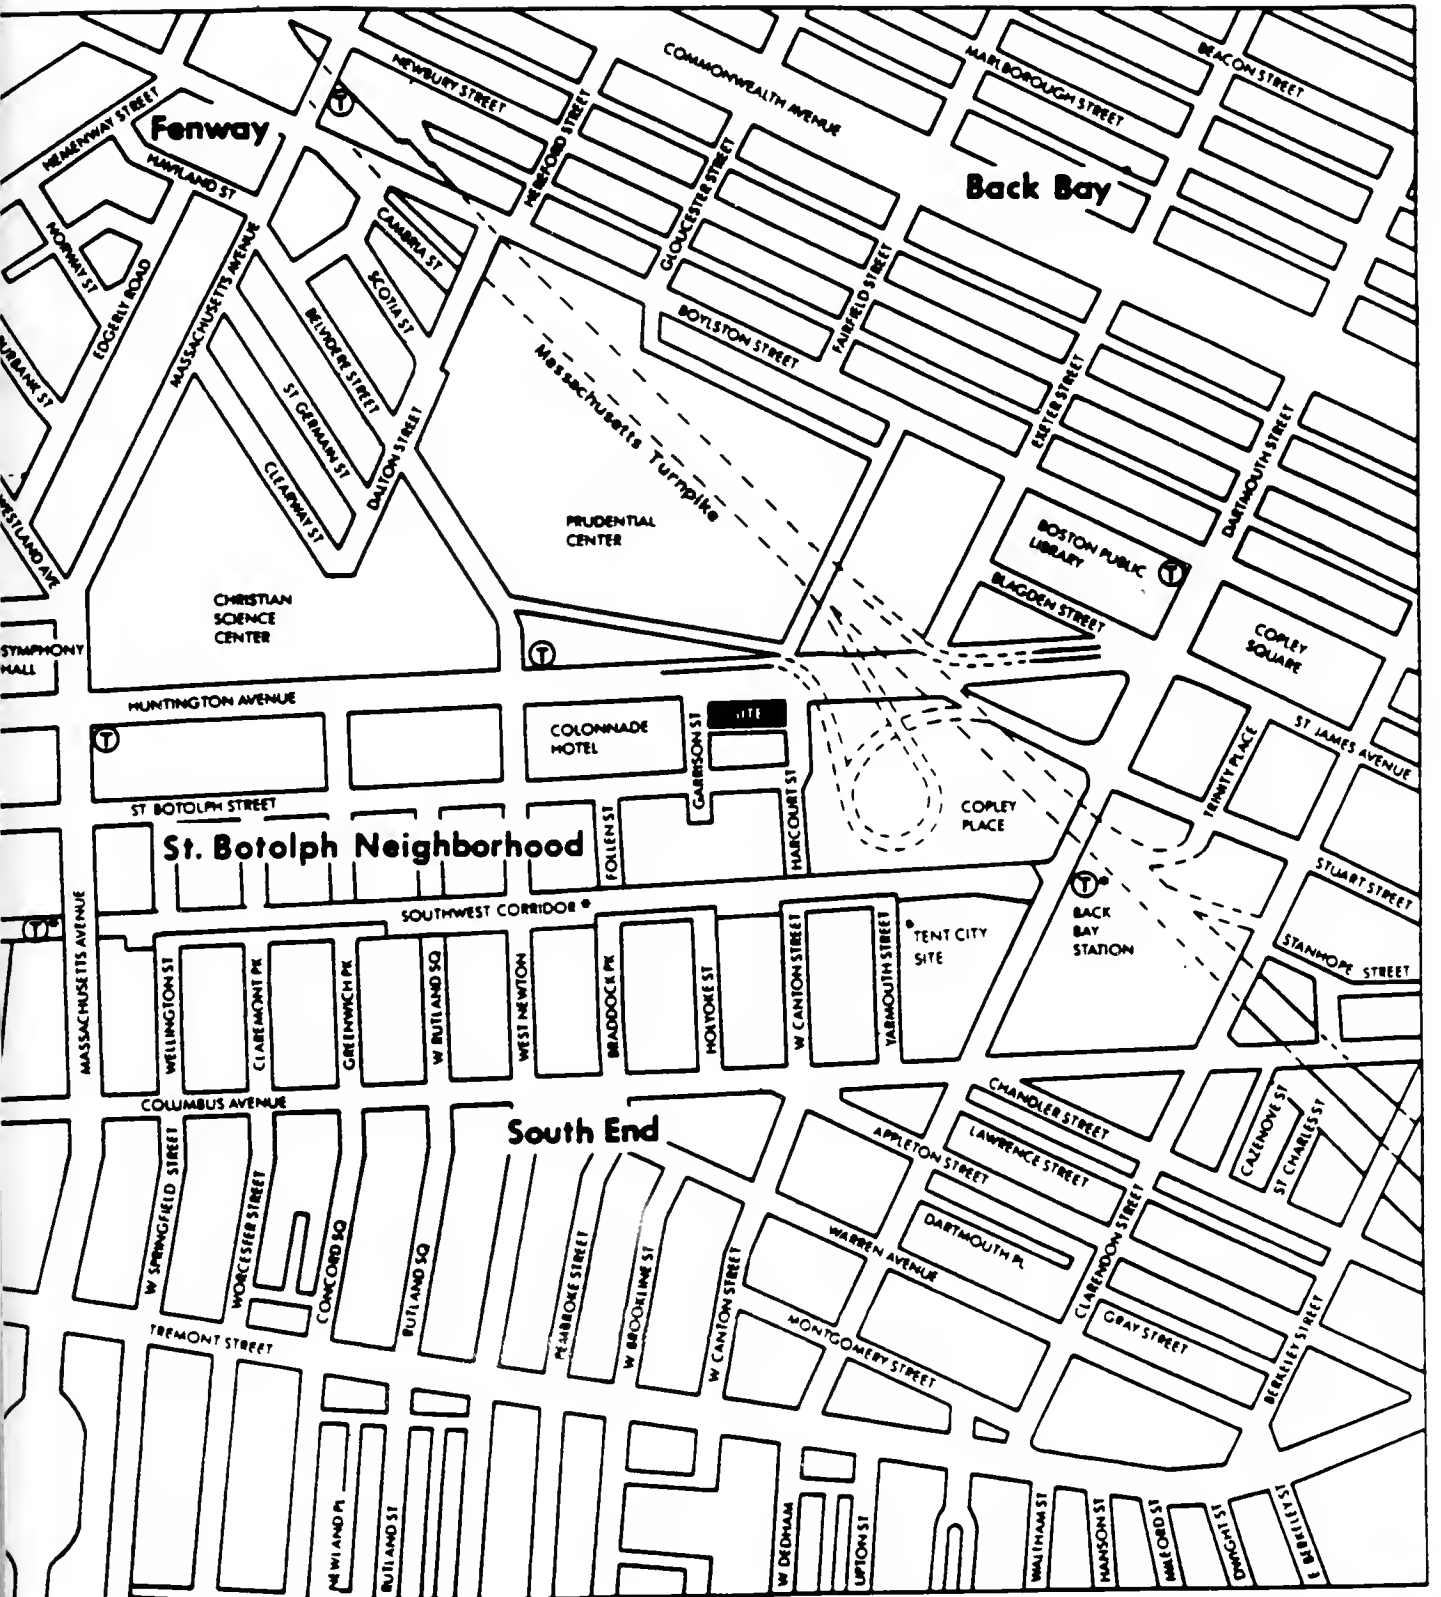 BEACON STREET
MARLBOROUGH STREET
COMMONWEALTH AVENUE
NEWBURY STREET
T
HEMENWAY STREET
Fenway
HAVILAND ST
HEREFORD STREET
GLOUCESTER STREET
Back Bay
CAMBRIA ST
NORWAY ST
EDGERLY ROAD
MASSACHUSETTS AVENUE
SCOTIA ST
BELVIDERE STREET
FAIRFIELD STREET
BOYLSTON STREET
Massachusetts Turnpike
ST GERMAIN ST
CLEARWAY ST
DALTON STREET
EXETER STREET
DARTMOUTH STREET
URBANK ST
WESTLAND AVE
PRUDENTIAL
CENTER
BOSTON PUBLIC
LIBRARY
T
BLAGDEN STREET
CHRISTIAN
SCIENCE
CENTER
COPLEY
SQUARE
SYMPHONY
HALL
T
HUNTINGTON AVENUE
T
COLONNADE
HOTEL
GARRISON ST
SITE
ST JAMES AVENUE
TRINITY PLACE
ST BOTOLPH STREET
St. Botolph Neighborhood
FOLLEN ST
HARCOURT ST
COPLEY
PLACE
STUART STREET
T*
BACK
BAY
STATION
SOUTHWEST CORRIDOR *
T*
MASSACHUSETTS AVENUE
WELLINGTON ST
CLAREMONT PK
GREENWICH PK
W RUTLAND SQ
WEST NEWTON
BRADDOCK PK
HOLYOKE ST
W CANTON STREET
YARMOUTH STREET
* TENT CITY
SITE
STANHOPE STREET
COLUMBUS AVENUE
South End
CHANDLER STREET
LAWRENCE STREET
APPLETON STREET
CAZENOVE ST
ST CHARLES ST
W SPRINGFIELD STREET
WORCESTER STREET
CONCORD SQ
RUTLAND SQ
PEMBROKE STREET
W BROOKLINE ST
W CANTON STREET
WARREN AVENUE
DARTMOUTH PL
CLARENDON STREET
GRAY STREET
BERKELEY STREET
MONTGOMERY STREET
TREMONT STREET
NEWLAND PL
RUTLAND ST
W DEDHAM
UPTON ST
WALTHAM ST
HANSON ST
MILFORD ST
DWIGHT ST
E BERKELEY ST